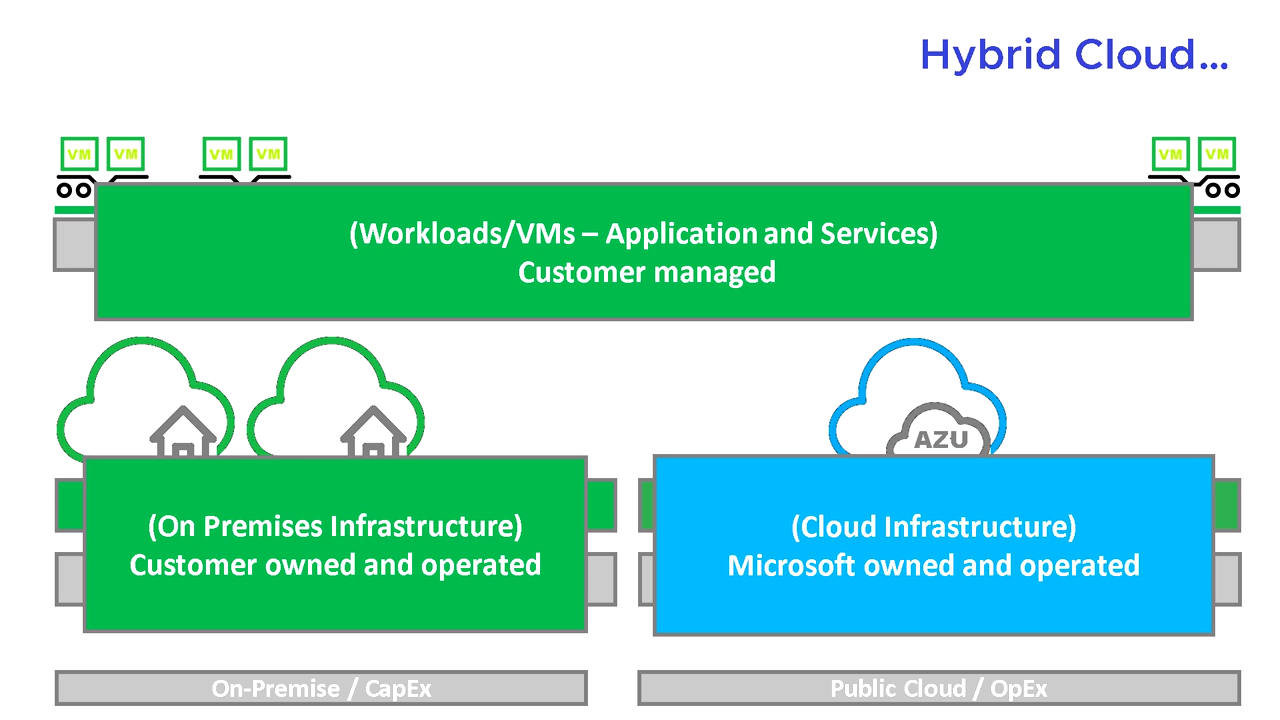 Hybrid Cloud...
VM VM VM VM VM VM
(Workloads/VMs – Application and Services)
Customer managed
AZU
(On Premises Infrastructure)
Customer owned and operated
(Cloud Infrastructure)
Microsoft owned and operated
On-Premise / CapEx
Public Cloud / OpEx